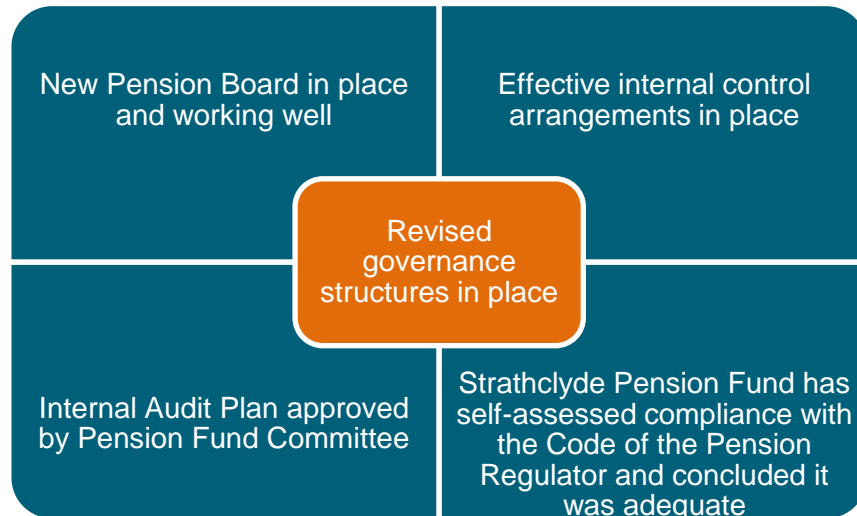 New Pension Board in place
and working well
Effective internal control
arrangements in place
Revised
governance
structures in place
Internal Audit Plan approved
by Pension Fund Committee
Strathclyde Pension Fund has
self-assessed compliance with
the Code of the Pension
Regulator and concluded it
was adequate